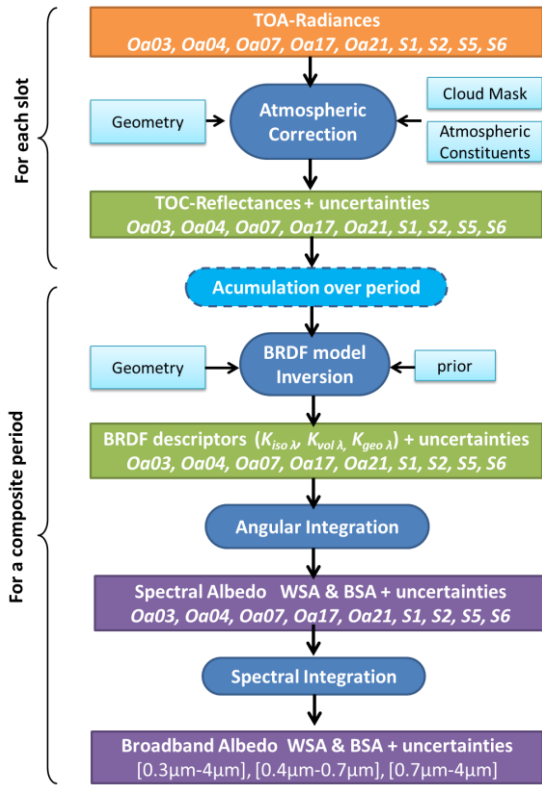 TOA-Radiances
Oa03, Oa04, Oa07, Oa17, Oa21, S1, S2, S5, S6
For each slot
Geometry
Atmospheric
Correction
Cloud Mask
Atmospheric
Constituents
TOC-Reflectances + uncertainties
Oa03, Oa04, Oa07, Oa17, Oa21, S1, S2, S5, S6
Acumulation over period
For a composite period
Geometry
BRDF model
Inversion
prior
BRDF descriptors (K iso λ, K vol λ, K geo λ) + uncertainties
Oa03, Oa04, Oa07, Oa17, Oa21, S1, S2, S5, S6
Angular Integration
Spectral Albedo WSA & BSA + uncertainties
Oa03, Oa04, Oa07, Oa17, Oa21, S1, S2, S5, S6
Spectral Integration
Broadband Albedo WSA & BSA + uncertainties
[0.3µm-4µm], [0.4µm-0.7µm], [0.7µm-4µm]